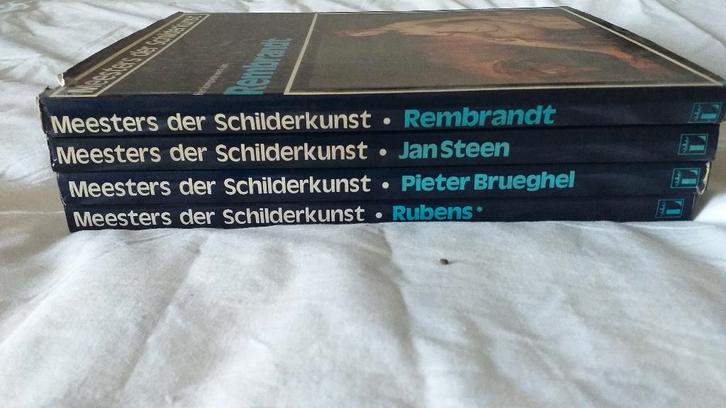 Meesters der Schilderkunst
Rembrandt
Meesters der Schilderkunst • Rembrandt
Meesters der Schilderkunst • Jan Steen
Meesters der Schilderkunst • Pieter Brueghel
Meesters der Schilderkunst • Rubens*